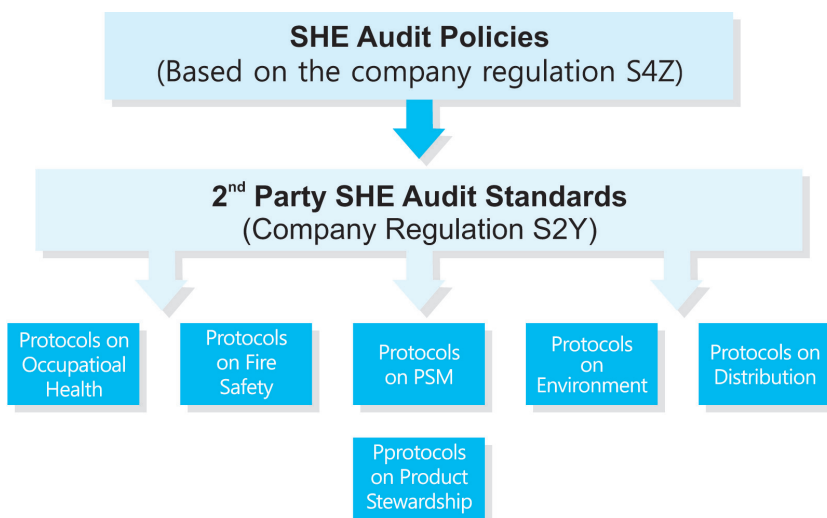 SHE Audit Policies
(Based on the company regulation S4Z)
2nd Party SHE Audit Standards
(Company Regulation S2Y)
Protocols on
Occupatioal
Health
Protocols
on Fire
Safety
Protocols
on PSM
Protocols
on
Environment
Protocols on
Distribution
Pprotocols
on Product
Stewardship